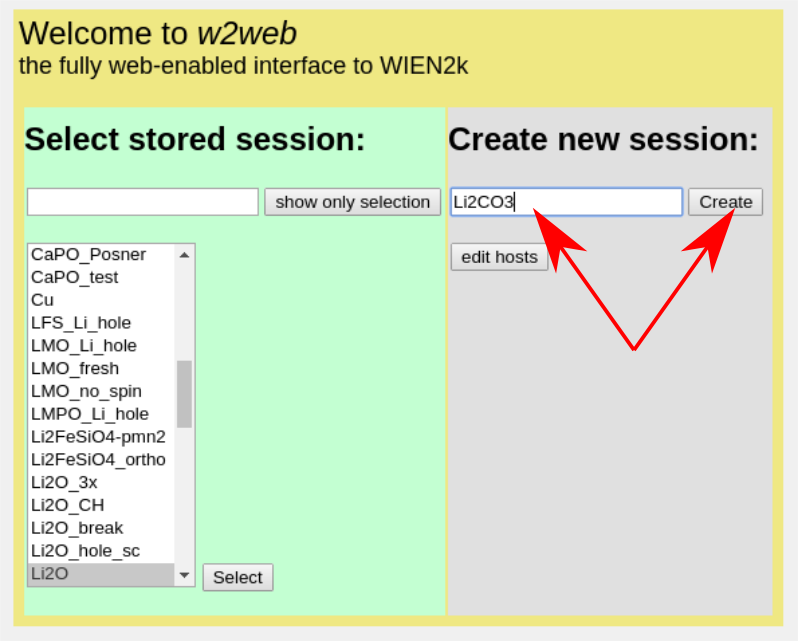 Welcome to w2web
the fully web-enabled interface to WIEN2k
Select stored session:
show only selection
CaPO_Posner
CaPO_test
Cu
LFS_Li_hole
LMO_Li_hole
LMO_fresh
LMO_no_spin
LMPO_Li_hole
Li2FeSiO4-pmn2
Li2FeSiO4_ortho
Li2O_3x
Li2O_CH
Li2O_break
Li2O_hole_sc
Li2O
Select
Create new session:
Li2CO3
Create
edit hosts